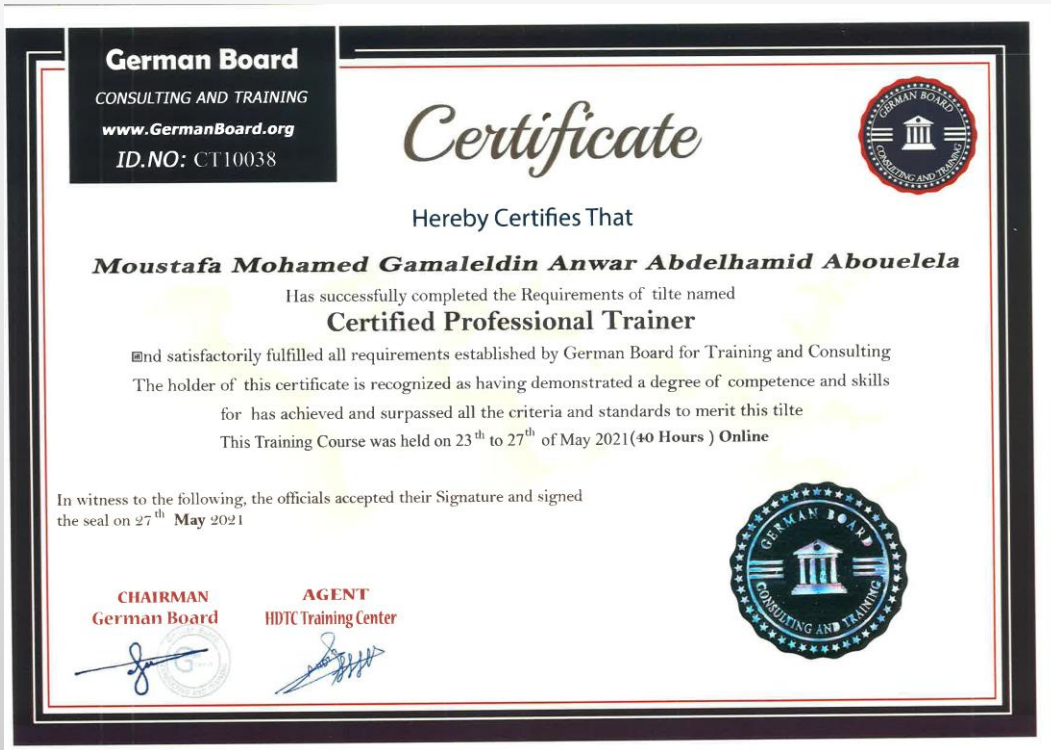 German Board
CONSULTING AND TRAINING
www.GermanBoard.org
ID.NO: CT10038
Certificate
GERMAN BOARD
CONSULTING AND TRAINING
Hereby Certifies That
Moustafa Mohamed Gamaleldin Anwar Abdelhamid Abouelela
Has successfully completed the Requirements of tilte named
Certified Professional Trainer
nd satisfactorily fulfilled all requirements established by German Board for Training and Consulting
The holder of this certificate is recognized as having demonstrated a degree of competence and skills
for has achieved and surpassed all the criteria and standards to merit this tilte
This Training Course was held on 23th to 27th of May 2021(40 Hours ) Online
In witness to the following, the officials accepted their Signature and signed
the seal on 27th May 2021
GERMAN BOARD
CONSULTING AND TRAINING
CHAIRMAN
German Board
AGENT
HDTC Training Center